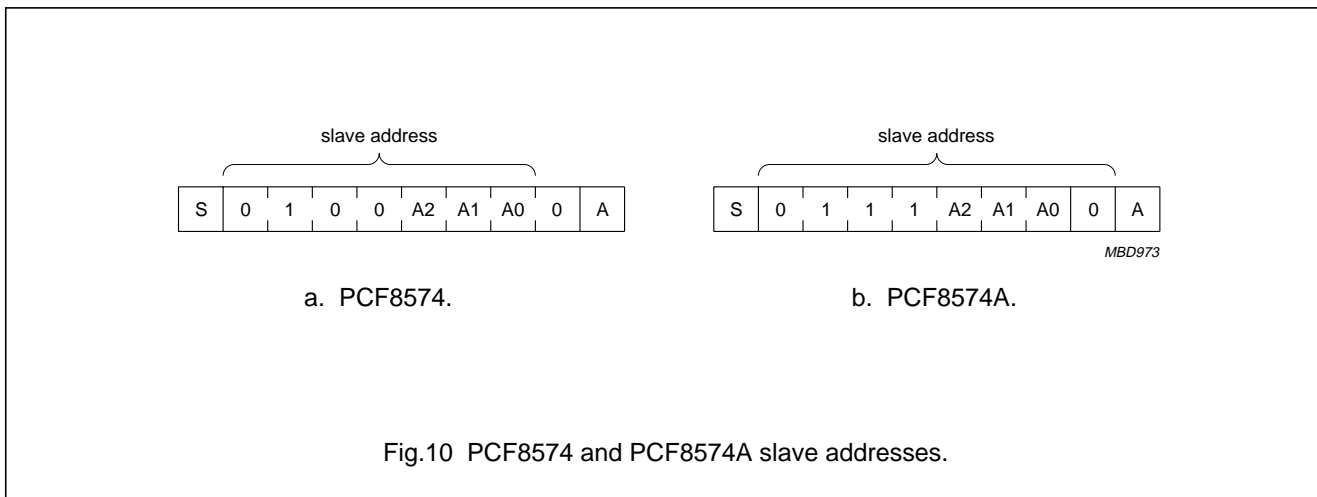 slave address
S 0 1 0 0 A2 A1 A0 0 A
a. PCF8574.
slave address
S 0 1 1 1 A2 A1 A0 0 A
MBD973
b. PCF8574A.
Fig.10 PCF8574 and PCF8574A slave addresses.